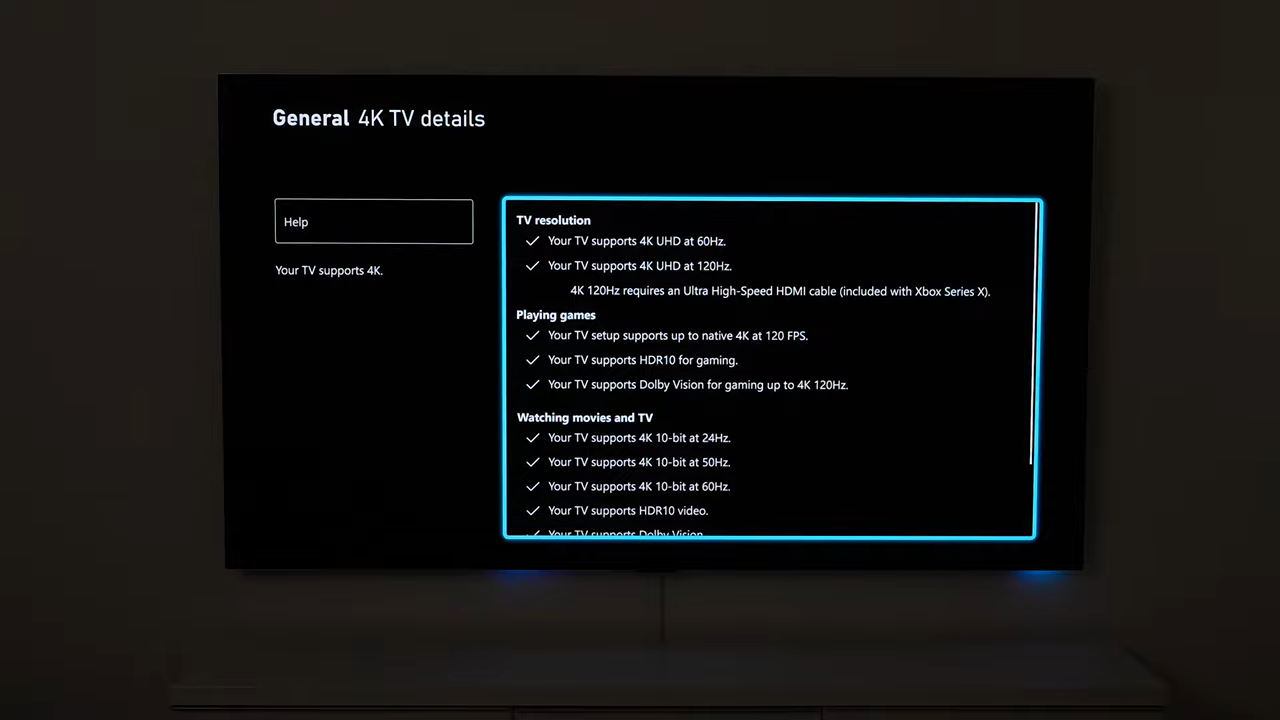 General 4K TV details
Help
Your TV supports 4K.
TV resolution
Your TV supports 4K UHD at 60Hz.
Your TV supports 4K UHD at 120Hz.
4K 120Hz requires an Ultra High-Speed HDMI cable (included with Xbox Series X).
Playing games
Your TV setup supports up to native 4K at 120 FPS.
Your TV supports HDR10 for gaming.
Your TV supports Dolby Vision for gaming up to 4K 120Hz.
Watching movies and TV
Your TV supports 4K 10-bit at 24Hz.
Your TV supports 4K 10-bit at 50Hz.
Your TV supports 4K 10-bit at 60Hz.
Your TV supports HDR10 video.
Your TV supports Dolby Vision